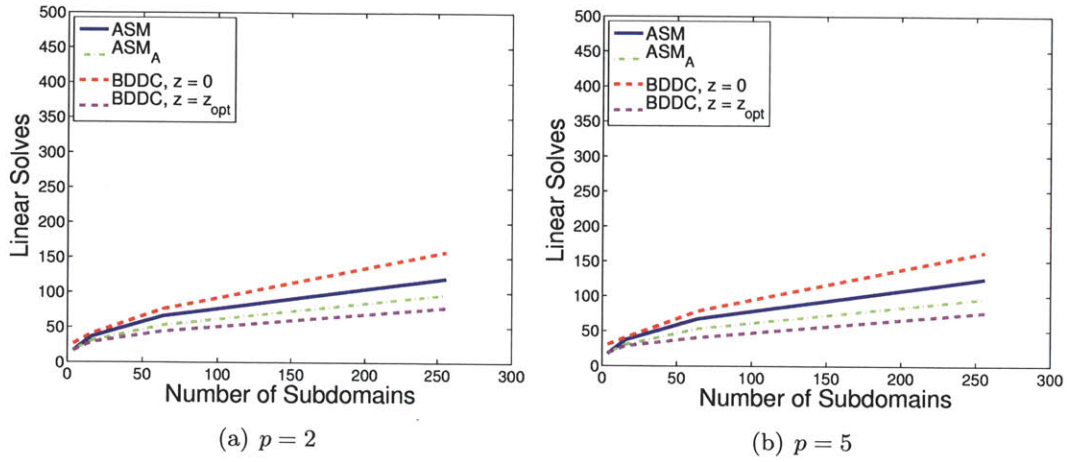 500
450
400
350
300
250
200
150
100
50
0
Linear Solves
ASM
ASM_A
BDDC, z = 0
BDDC, z = z_opt
0 50 100 150 200 250 300
Number of Subdomains
(a) p = 2
500
450
400
350
300
250
200
150
100
50
0
Linear Solves
ASM
ASM_A
BDDC, z = 0
BDDC, z = z_opt
0 50 100 150 200 250 300
Number of Subdomains
(b) p = 5